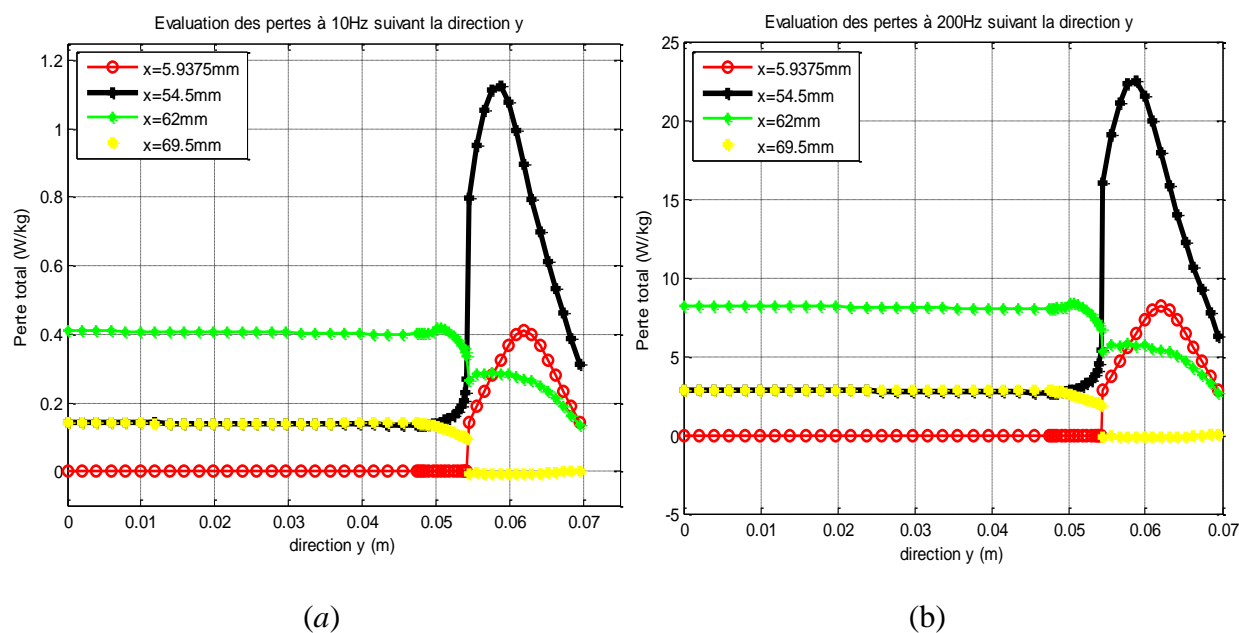 Evaluation des pertes à 10Hz suivant la direction y
1.2
1
0.8
0.6
0.4
0.2
0
Perte total (W/kg)
x=5.9375mm
x=54.5mm
x=62mm
x=69.5mm
0 0.01 0.02 0.03 0.04 0.05 0.06 0.07
direction y (m)
(a)
Evaluation des pertes à 200Hz suivant la direction y
25
20
15
10
5
0
-5
Perte total (W/kg)
x=5.9375mm
x=54.5mm
x=62mm
x=69.5mm
0 0.01 0.02 0.03 0.04 0.05 0.06 0.07
direction y (m)
(b)